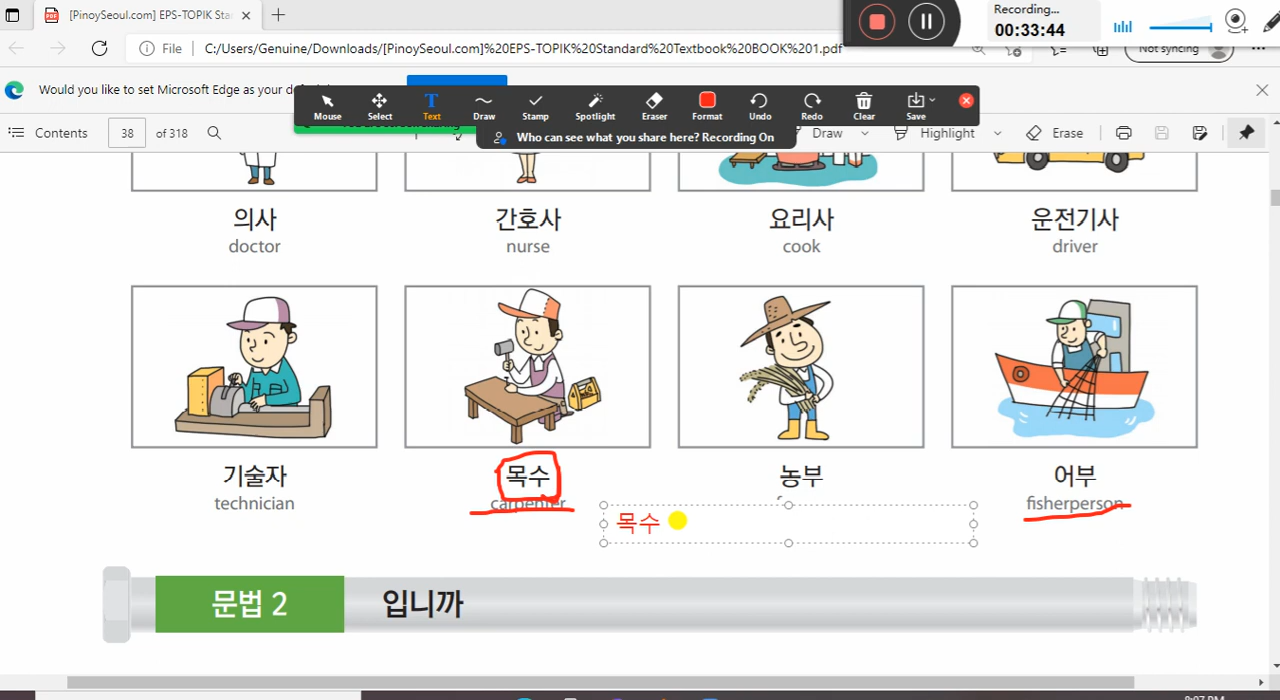 [PinoySeoul.com] EPS-TOPIK Sta
Recording...
00:33:44
File
C:/Users/Genuine/Downloads/[PinoySeoul.com]%20EPS-TOPIK%20Standard%20Textbook%20BOOK%201.pdf
Not syncing
Would you like to set Microsoft Edge as your
Mouse Select Text Draw Stamp Spotlight Eraser Format Undo Redo Clear Save
Who can see what you share here? Recording On
Contents 38 of 318 Draw Highlight Erase
의사 간호사 요리사 운전기사
doctor nurse cook driver
기술자 목수 농부 어부
technician carpenter fisherperson
목수
문법 2 입니까